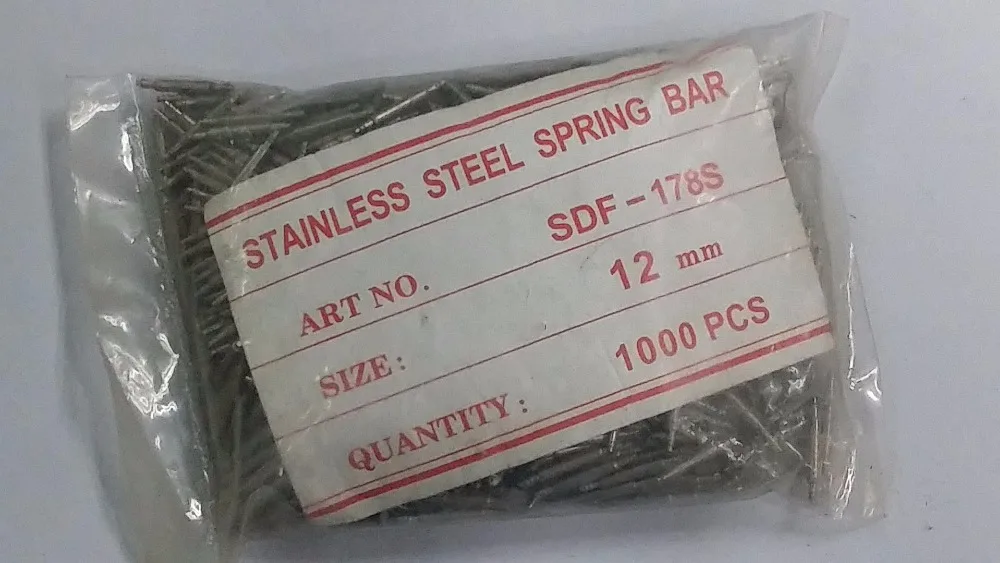 STAINLESS STEEL SPRING BAR
ART NO. SDF-178S
SIZE: 12 mm
QUANTITY: 1000 PCS